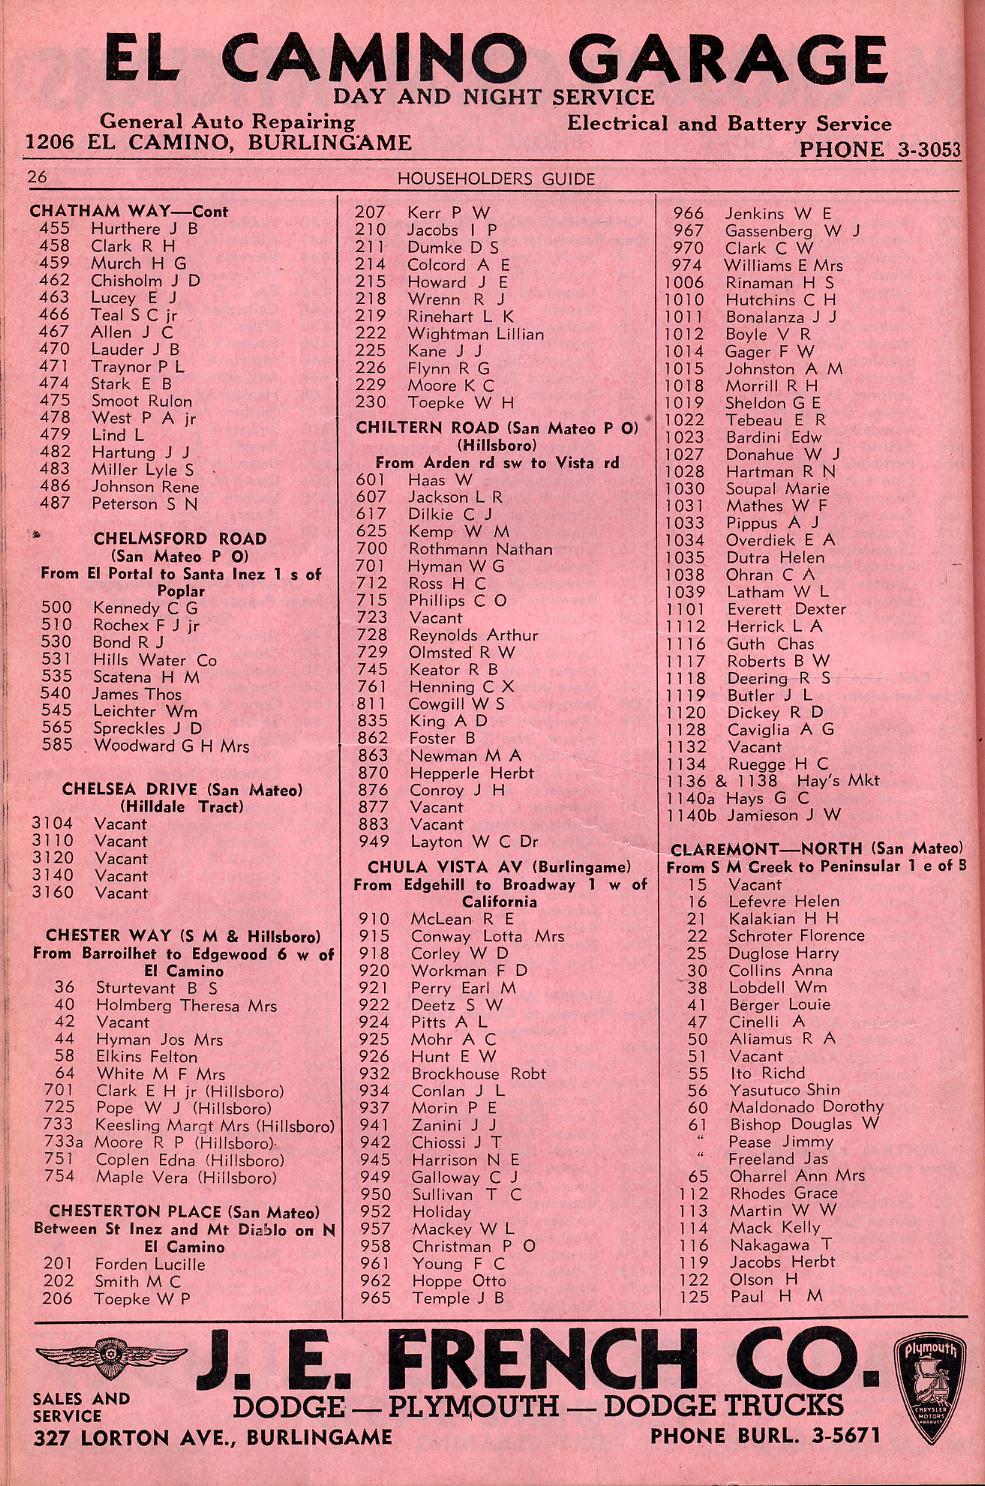 EL CAMINO GARAGE
DAY AND NIGHT SERVICE
General Auto Repairing Electrical and Battery Service
1206 EL CAMINO, BURLINGAME PHONE 3-3053
26 HOUSEHOLDERS GUIDE
CHATHAM WAY—Cont
455 Hurthere J B
458 Clark R H
459 Murch H G
462 Chisholm J D
463 Lucey E J
466 Teal S C jr
467 Allen J C
470 Lauder J B
471 Traynor P L
474 Stark E B
475 Smoot Rulon
478 West P A jr
479 Lind L
482 Hartung J J
483 Miller Lyle S
486 Johnson Rene
487 Peterson S N
CHELMSFORD ROAD
(San Mateo P O)
From El Portal to Santa Inez 1 s of
Poplar
500 Kennedy C G
510 Rochex F J jr
530 Bond R J
531 Hills Water Co
535 Scatena H M
540 James Thos
545 Leichter Wm
565 Spreckles J D
585 Woodward G H Mrs
CHELSEA DRIVE (San Mateo)
(Hilldale Tract)
3104 Vacant
3110 Vacant
3120 Vacant
3140 Vacant
3160 Vacant
CHESTER WAY (S M & Hillsboro)
From Barroilhet to Edgewood 6 w of
El Camino
36 Sturtevant B S
40 Holmberg Theresa Mrs
42 Vacant
44 Hyman Jos Mrs
58 Elkins Felton
64 White M F Mrs
701 Clark E H jr (Hillsboro)
725 Pope W J (Hillsboro)
733 Keesling Margt Mrs (Hillsboro)
733a Moore R P (Hillsboro)
751 Coplen Edna (Hillsboro)
754 Maple Vera (Hillsboro)
CHESTERTON PLACE (San Mateo)
Between St Inez and Mt Diablo on N
El Camino
201 Forden Lucille
202 Smith M C
206 Toepke W P
207 Kerr P W
210 Jacobs I P
211 Dumke D S
214 Colcord A E
215 Howard J E
218 Wrenn R J
219 Rinehart L K
222 Wightman Lillian
225 Kane J J
226 Flynn R G
229 Moore K C
230 Toepke W H
CHILTERN ROAD (San Mateo P O)
(Hillsboro)
From Arden rd sw to Vista rd
601 Haas W
607 Jackson L R
617 Dilkie C J
625 Kemp W M
700 Rothmann Nathan
701 Hyman W G
712 Ross H C
715 Phillips C O
723 Vacant
728 Reynolds Arthur
729 Olmsted R W
745 Keator R B
761 Henning C X
811 Cowgill W S
835 King A D
862 Foster B
863 Newman M A
870 Hepperle Herbt
876 Conroy J H
877 Vacant
883 Vacant
949 Layton W C Dr
CHULA VISTA AV (Burlingame)
From Edgehill to Broadway 1 w of
California
910 McLean R E
915 Conway Lotta Mrs
918 Corley W D
920 Workman F D
921 Perry Earl M
922 Deetz S W
924 Pitts A L
925 Mohr A C
926 Hunt E W
932 Brockhouse Robt
934 Conlan J L
937 Morin P E
941 Zanini J J
942 Chiossi J T
945 Harrison N E
949 Galloway C J
950 Sullivan T C
952 Holiday
957 Mackey W L
958 Christman P O
961 Young F C
962 Hoppe Otto
965 Temple J B
966 Jenkins W E
967 Gassenberg W J
970 Clark C W
974 Williams E Mrs
1006 Rinaman H S
1010 Hutchins C H
1011 Bonalanza J J
1012 Boyle V R
1014 Gager F W
1015 Johnston A M
1018 Morrill R H
1019 Sheldon G E
1022 Tebeau E R
1023 Bardini Edw
1027 Donahue W J
1028 Hartman R N
1030 Soupal Marie
1031 Mathes W F
1033 Pippus A J
1034 Overdiek E A
1035 Dutra Helen
1038 Ohran C A
1039 Latham W L
1101 Everett Dexter
1112 Herrick L A
1116 Guth Chas
1117 Roberts B W
1118 Deering R S
1119 Butler J L
1120 Dickey R D
1128 Caviglia A G
1132 Vacant
1134 Ruegge H C
1136 & 1138 Hay's Mkt
1140a Hays G C
1140b Jamieson J W
CLAREMONT—NORTH (San Mateo)
From S M Creek to Peninsular 1 e of B
15 Vacant
16 Lefevre Helen
21 Kalakian H H
22 Schroter Florence
25 Duglose Harry
30 Collins Anna
38 Lobdell Wm
41 Berger Louie
47 Cinelli A
50 Aliamus R A
51 Vacant
55 Ito Richd
56 Yasutuco Shin
60 Maldonado Dorothy
61 Bishop Douglas W
" Pease Jimmy
" Freeland Jas
65 Oharrel Ann Mrs
112 Rhodes Grace
113 Martin W W
114 Mack Kelly
116 Nakagawa T
119 Jacobs Herbt
122 Olson H
125 Paul H M
J. E. FRENCH CO.
SALES AND
SERVICE
DODGE — PLYMOUTH — DODGE TRUCKS
327 LORTON AVE., BURLINGAME PHONE BURL. 3-5671
Plymouth
CHRYSLER
MOTORS
PRODUCT